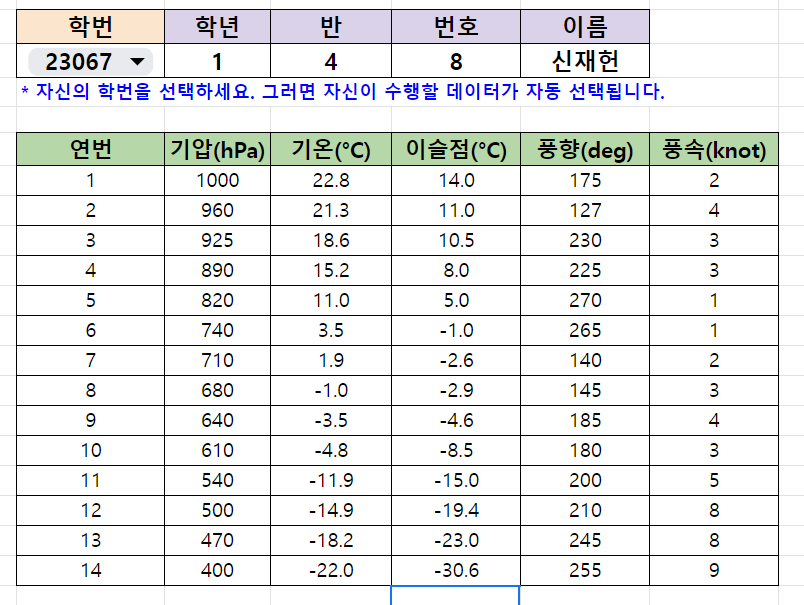 학번 학년 반 번호 이름
23067 1 4 8 신재헌
* 자신의 학번을 선택하세요. 그러면 자신이 수행할 데이터가 자동 선택됩니다.
연번 기압(hPa) 기온(℃) 이슬점(℃) 풍향(deg) 풍속(knot)
1 1000 22.8 14.0 175 2
2 960 21.3 11.0 127 4
3 925 18.6 10.5 230 3
4 890 15.2 8.0 225 3
5 820 11.0 5.0 270 1
6 740 3.5 -1.0 265 1
7 710 1.9 -2.6 140 2
8 680 -1.0 -2.9 145 3
9 640 -3.5 -4.6 185 4
10 610 -4.8 -8.5 180 3
11 540 -11.9 -15.0 200 5
12 500 -14.9 -19.4 210 8
13 470 -18.2 -23.0 245 8
14 400 -22.0 -30.6 255 9